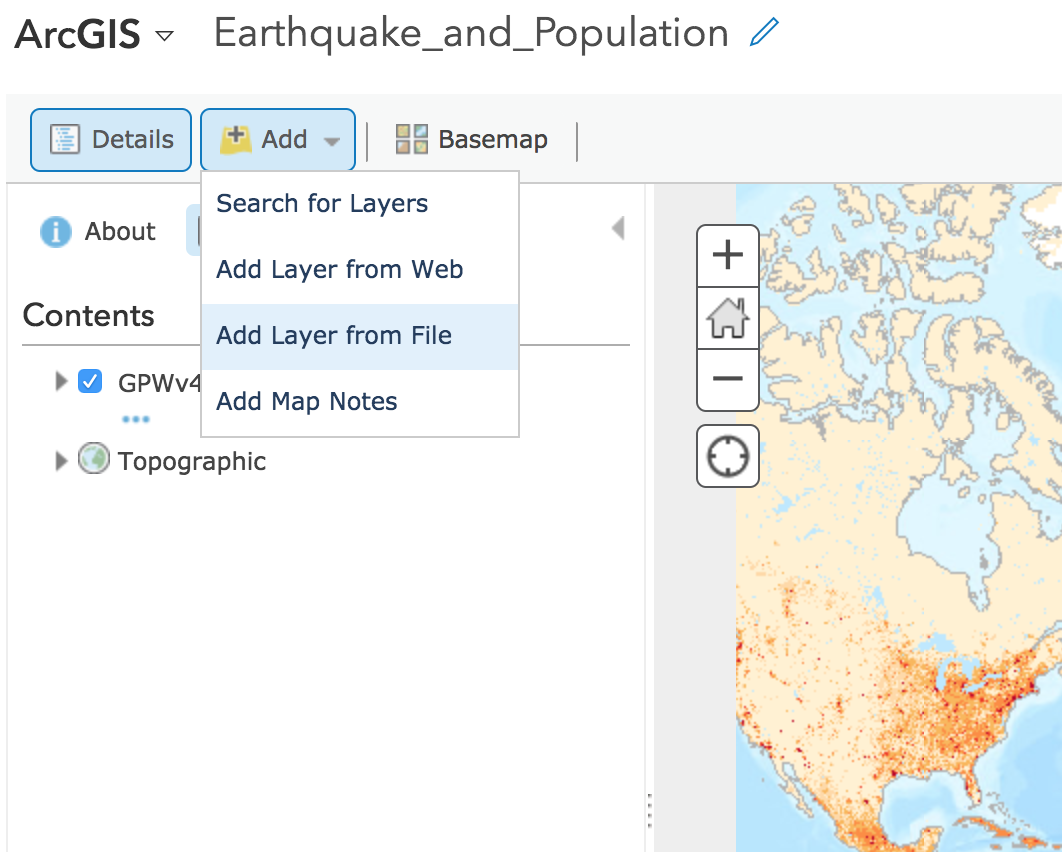 ArcGIS Earthquake_and_Population
Details Add Basemap
Search for Layers
About
Add Layer from Web
Contents
Add Layer from File
GPWv4
Add Map Notes
Topographic